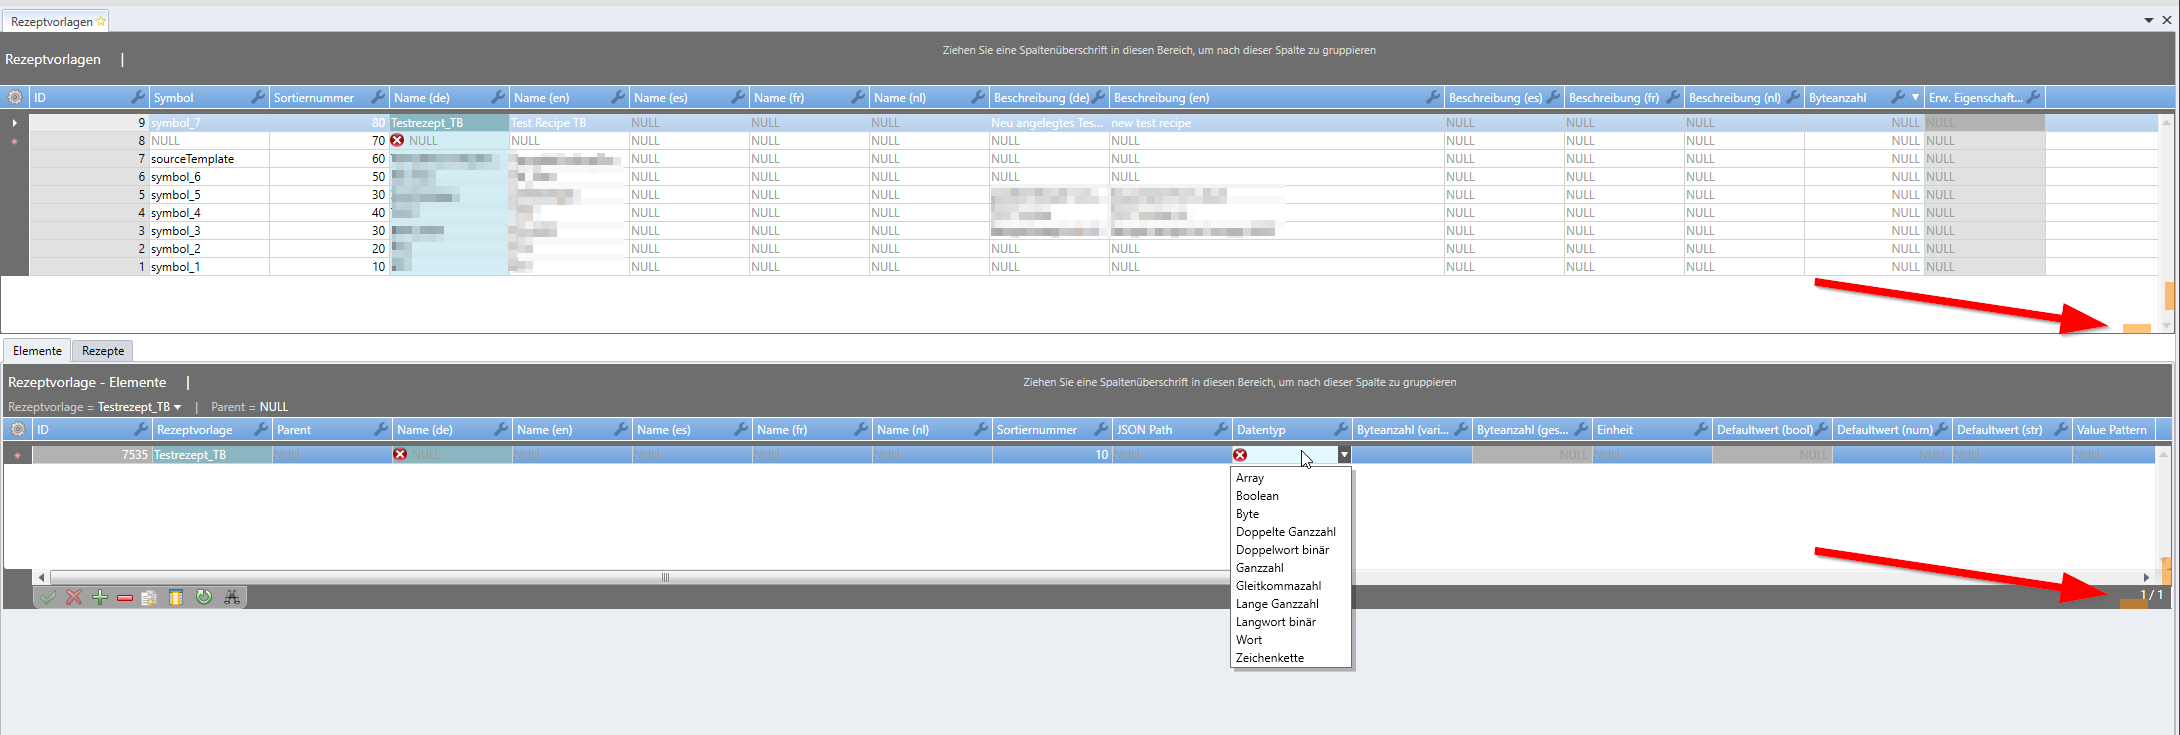 Rezeptvorlagen
Ziehen Sie eine Spaltenüberschrift in diesen Bereich, um nach dieser Spalte zu gruppieren
Rezeptvorlagen |
ID Symbol Sortiernummer Name (de) Name (en) Name (es) Name (fr) Name (nl) Beschreibung (de) Beschreibung (en) Beschreibung (es) Beschreibung (fr) Beschreibung (nl) Byteanzahl Erw. Eigenschaft...
9 symbol_7 80 Testrezept_TB Test Recipe TB NULL NULL NULL Neu angelegtes Tes... new test recipe NULL NULL NULL NULL NULL
8 NULL 70 NULL NULL NULL NULL NULL NULL NULL NULL NULL NULL NULL NULL
7 sourceTemplate 60 NULL NULL NULL NULL NULL NULL NULL NULL NULL NULL
6 symbol_6 50 NULL NULL NULL NULL NULL NULL NULL NULL NULL NULL
5 symbol_5 30 NULL NULL NULL NULL NULL NULL NULL NULL
4 symbol_4 40 NULL NULL NULL NULL NULL NULL NULL NULL
3 symbol_3 30 NULL NULL NULL NULL NULL NULL NULL NULL
2 symbol_2 20 NULL NULL NULL NULL NULL NULL NULL NULL NULL NULL
1 symbol_1 10 NULL NULL NULL NULL NULL NULL NULL NULL NULL NULL
Elemente Rezepte
Rezeptvorlage - Elemente |
Ziehen Sie eine Spaltenüberschrift in diesen Bereich, um nach dieser Spalte zu gruppieren
Rezeptvorlage = Testrezept_TB | Parent = NULL
ID Rezeptvorlage Parent Name (de) Name (en) Name (es) Name (fr) Name (nl) Sortiernummer JSON Path Datentyp Byteanzahl (vari... Byteanzahl (ges... Einheit Defaultwert (bool) Defaultwert (num) Defaultwert (str) Value Pattern
7535 Testrezept_TB NULL NULL NULL NULL NULL NULL 10 NULL NULL NULL NULL NULL NULL NULL
Array
Boolean
Byte
Doppelte Ganzzahl
Doppelwort binär
Ganzzahl
Gleitkommazahl
Lange Ganzzahl
Langwort binär
Wort
Zeichenkette
1 / 1